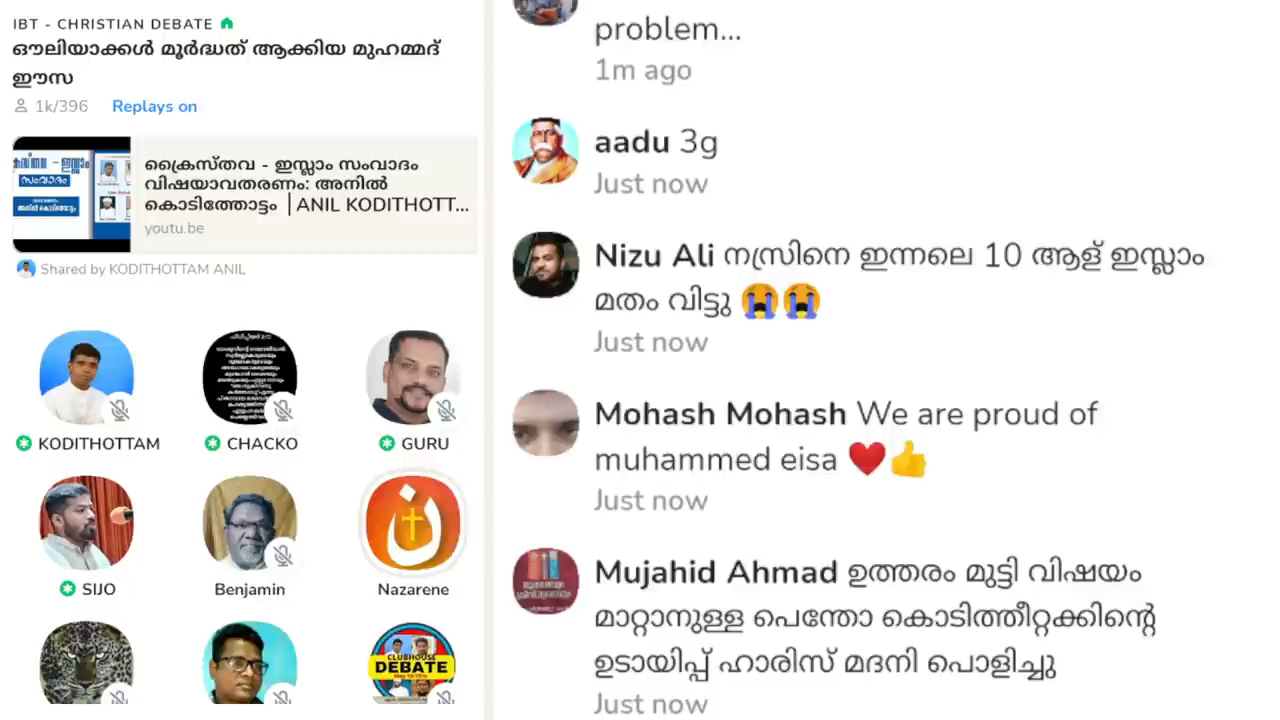 IBT - CHRISTIAN DEBATE
ഔലിയാക്കൾ മൂർദ്ധത് ആക്കിയ മുഹമ്മദ്
ഈസ
1k/396 Replays on
ക്രൈസ്തവ - ഇസ്ലാം സംവാദം
വിഷയാവതരണം: അനിൽ
കൊടിത്തോട്ടം | ANIL KODITHOTT...
youtu.be
സംവാദം
Shared by KODITHOTTAM ANIL
KODITHOTTAM
CHACKO
GURU
SIJO
Benjamin
Nazarene
CLUBHOUSE
DEBATE
problem...
1m ago
aadu 3g
Just now
Nizu Ali നസ്രിനെ ഇന്നലെ 10 ആള് ഇസ്ലാം
മതം വിട്ടു 😭😭
Just now
Mohash Mohash We are proud of
muhammed eisa ❤️👍
Just now
Mujahid Ahmad ഉത്തരം മുട്ടി വിഷയം
മാറ്റാനുള്ള പെന്തോ കൊടിത്തീറ്റക്കിന്റെ
ഉടായിപ്പ് ഹാരിസ് മദനി പൊളിച്ചു
Just now